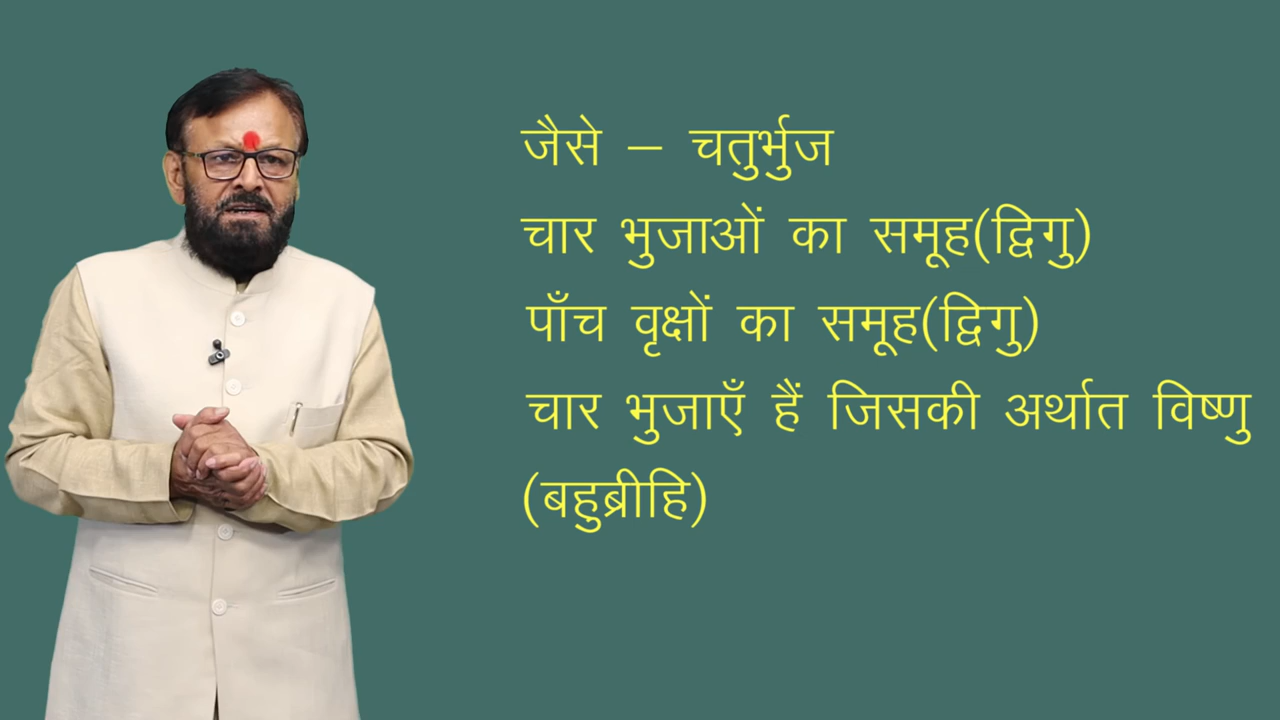 जैसे – चतुर्भुज
चार भुजाओं का समूह(द्विगु)
पाँच वृक्षों का समूह(द्विगु)
चार भुजाएँ हैं जिसकी अर्थात विष्णु
(बहुब्रीहि)